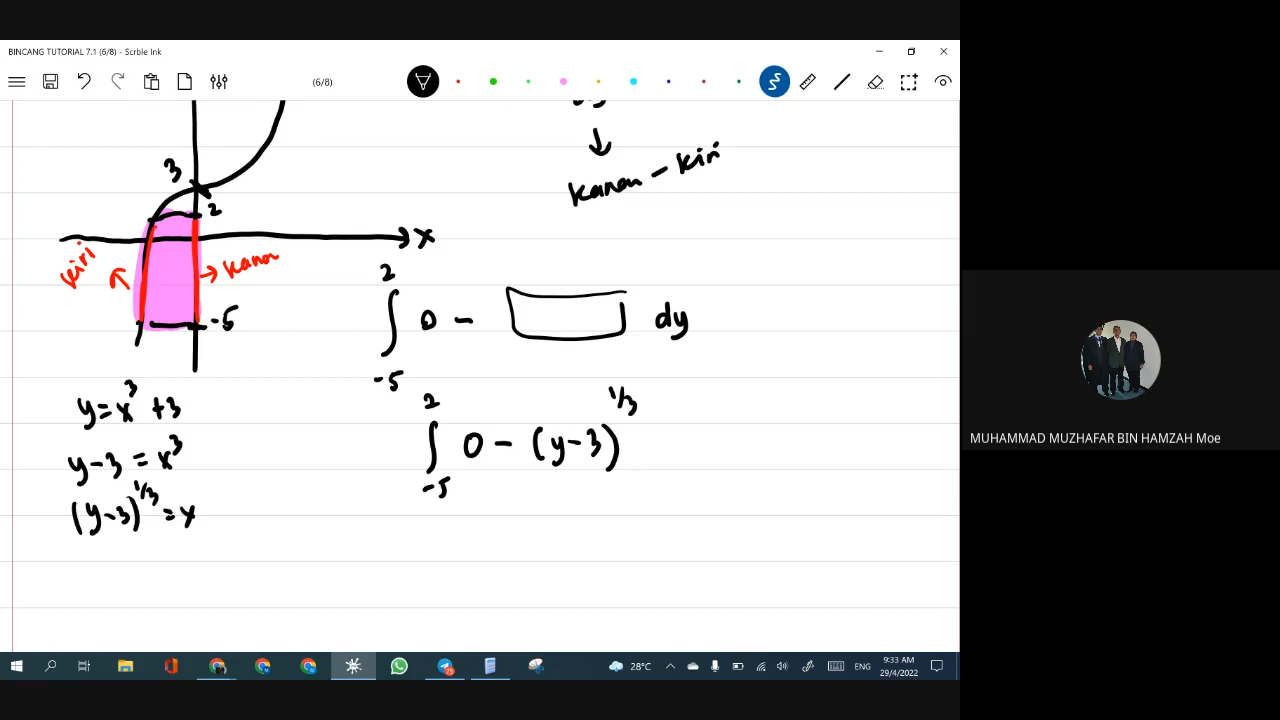 BINCANG TUTORIAL 7.1 (6/8) - Scrble Ink
(6/8)
↓
kanan - kiri
3
2
x
kiri
→ kanan
-5
∫ 2 -5 0 - dy
y = x³ + 3
y - 3 = x³
(y - 3)^1/3 = x
∫ 2 -5 0 - (y - 3)^1/3
MUHAMMAD MUZHAFAR BIN HAMZAH Moe
28°C
ENG
9:33 AM
29/4/2022